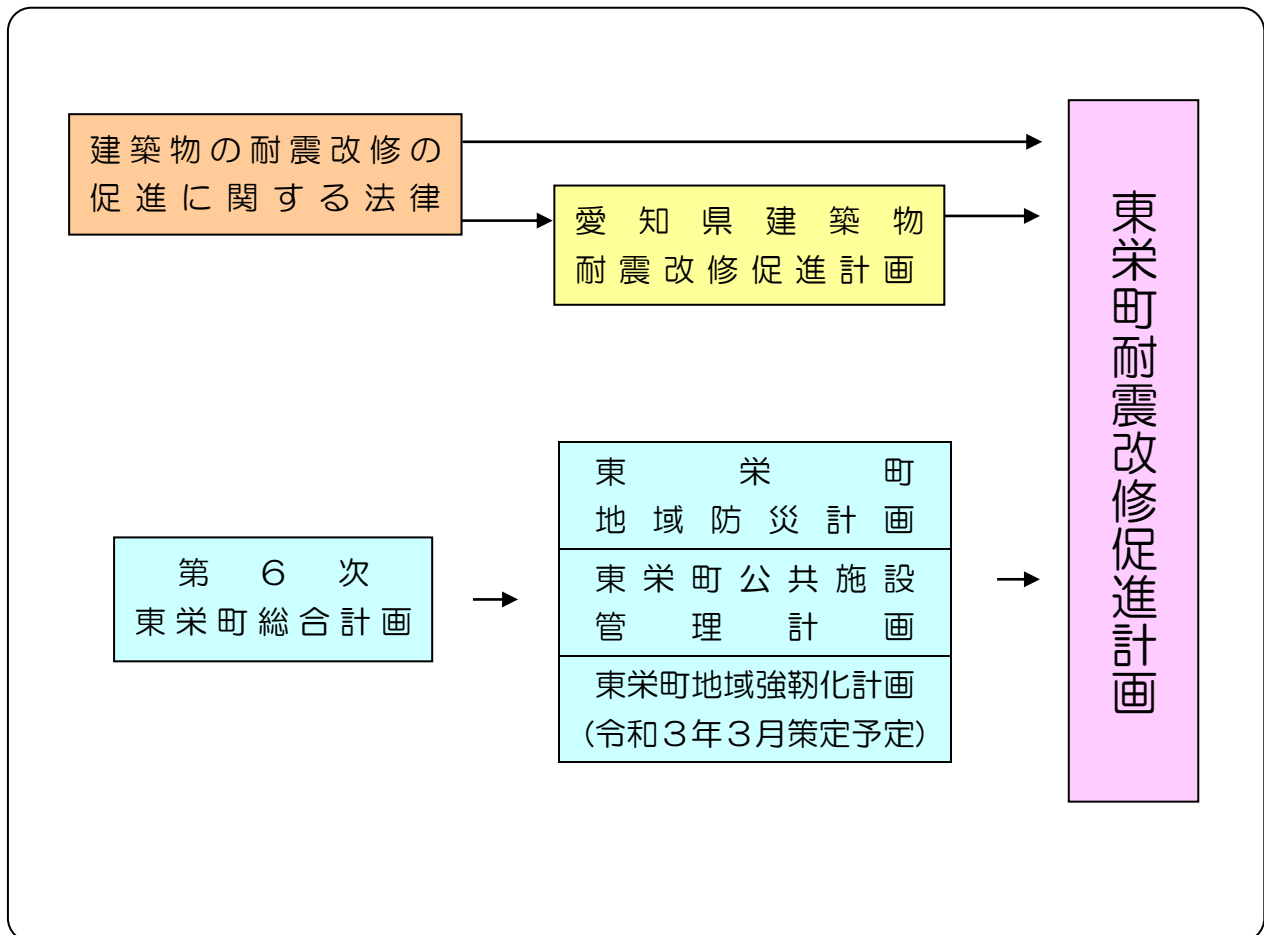 建築物の耐震改修の
促進に関する法律
愛知県建築物
耐震改修促進計画
東栄町
地域防災計画
東栄町公共施設
管理計画
東栄町地域強靭化計画
(令和３年３月策定予定)
第６次
東栄町総合計画
東栄町耐震改修促進計画